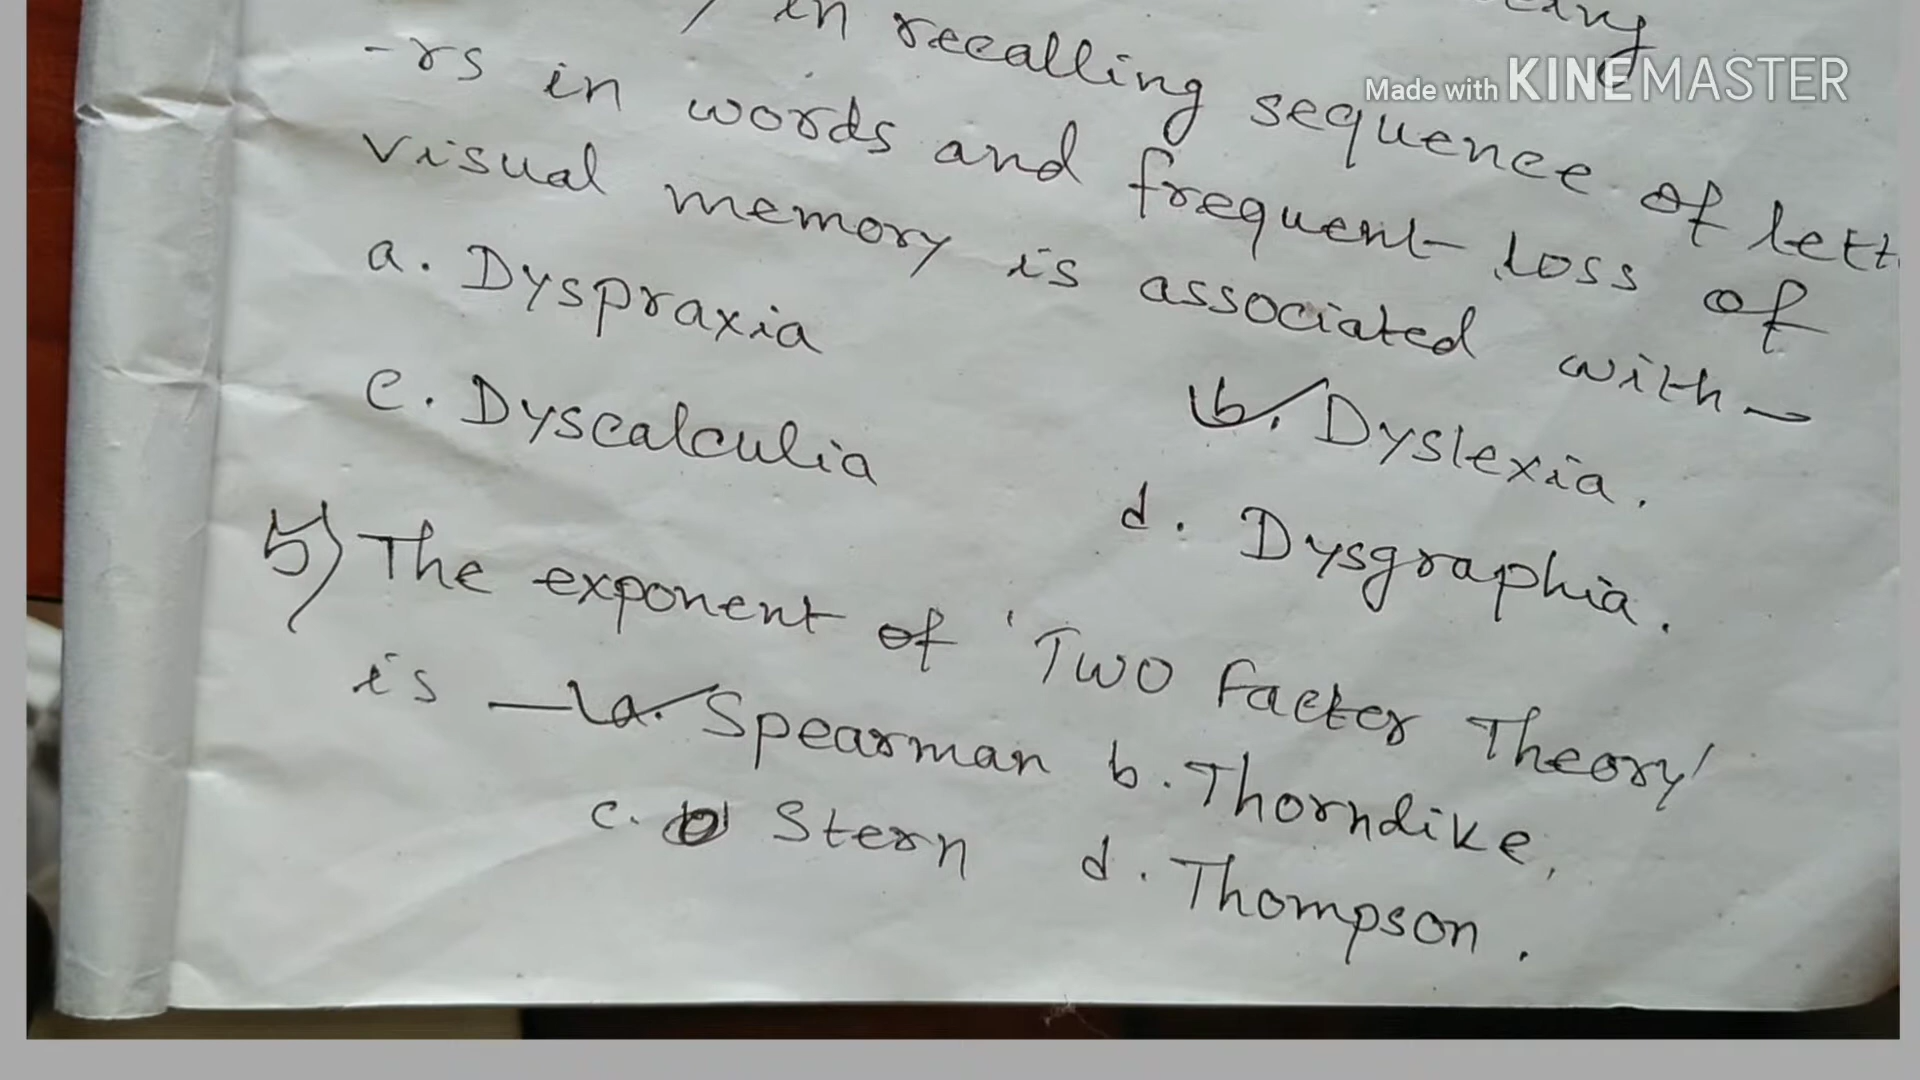 in recalling sequence of lett
-rs in words and frequent loss of
visual memory is associated with -
a. Dyspraxia b. Dyslexia.
c. Dyscalculia d. Dysgraphia.
5) The exponent of 'Two Factor Theory'
is - a. Spearman b. Thorndike,
c. Stern d. Thompson.
Made with KINEMASTER